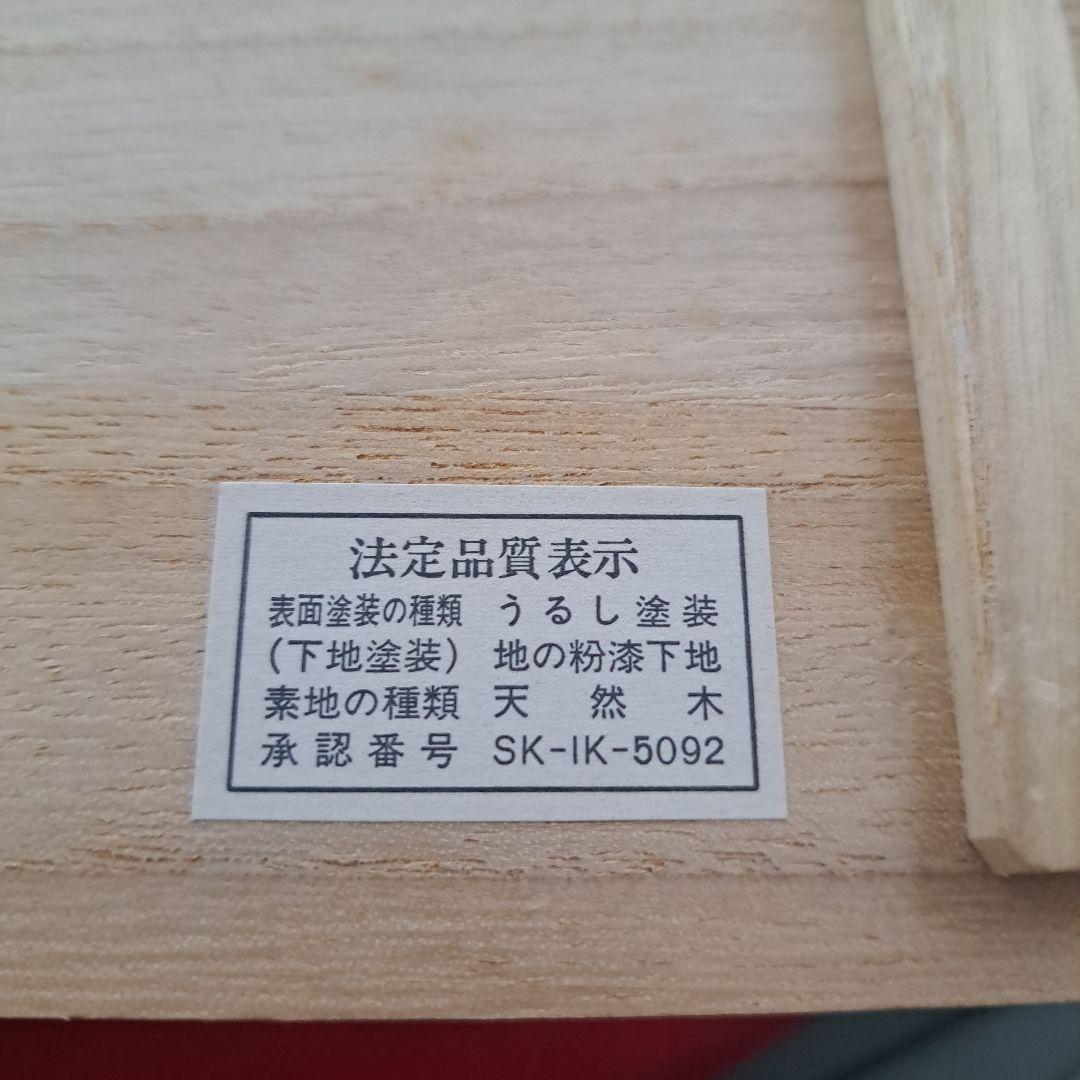 法定品質表示
表面塗装の種類 うるし塗装
(下地塗装) 地の粉漆下地
素地の種類 天然木
承認番号 SK-IK-5092